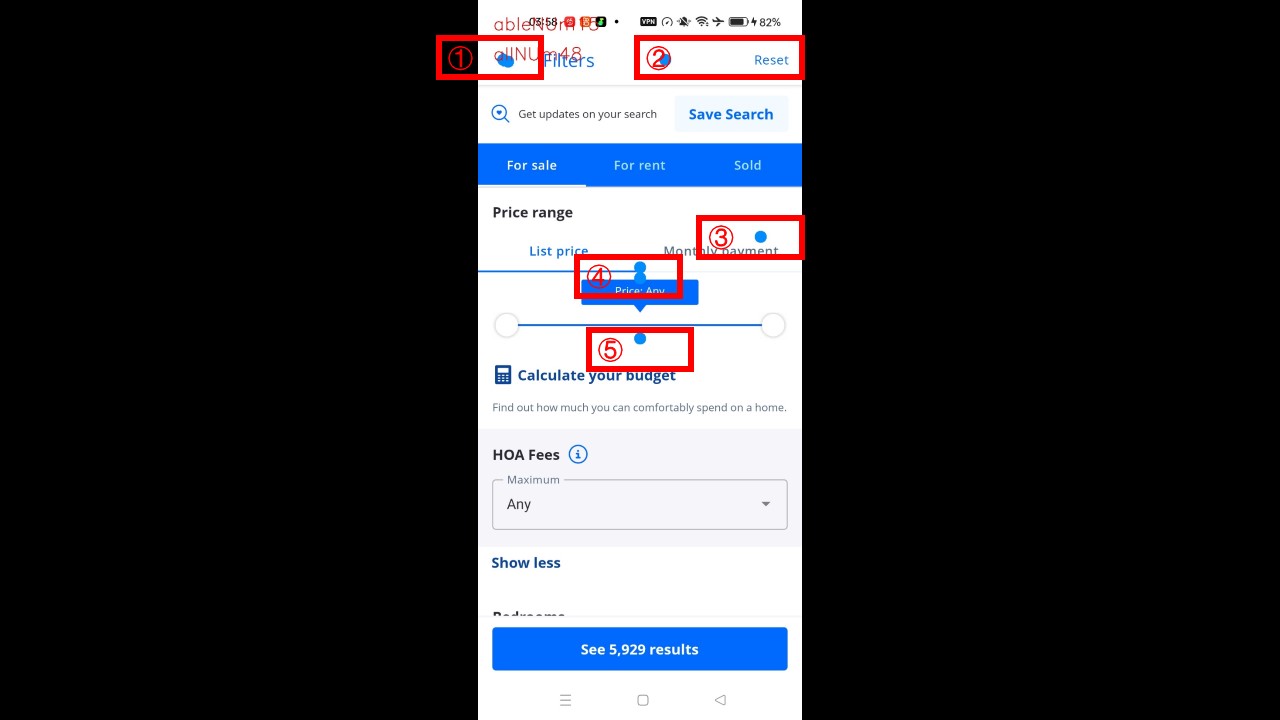 ableNum15
03:58
VPN
82%
allNUm48
①
Filters
②
Reset
Get updates on your search
Save Search
For sale
For rent
Sold
Price range
③
List price
Monthly payment
④
Price: Any
⑤
Calculate your budget
Find out how much you can comfortably spend on a home.
HOA Fees
Maximum
Any
Show less
Bedrooms
See 5,929 results